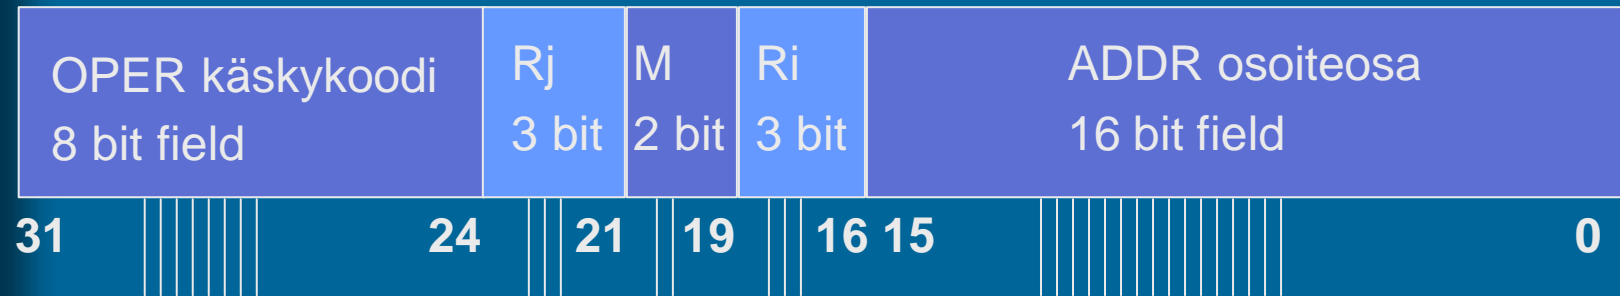 OPER käskykoodi
8 bit field
Rj
3 bit
M
2 bit
Ri
3 bit
ADDR osoiteosa
16 bit field
31 24 21 19 16 15 0